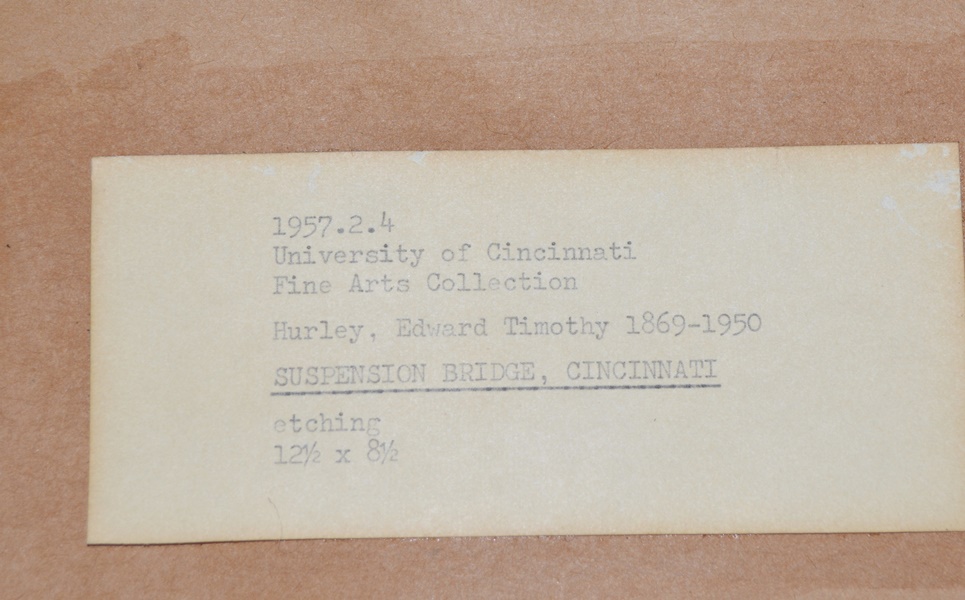 1957.2.4
University of Cincinnati
Fine Arts Collection
Hurley, Edward Timothy 1869-1950
SUSPENSION BRIDGE, CINCINNATI
etching
12½ x 8½